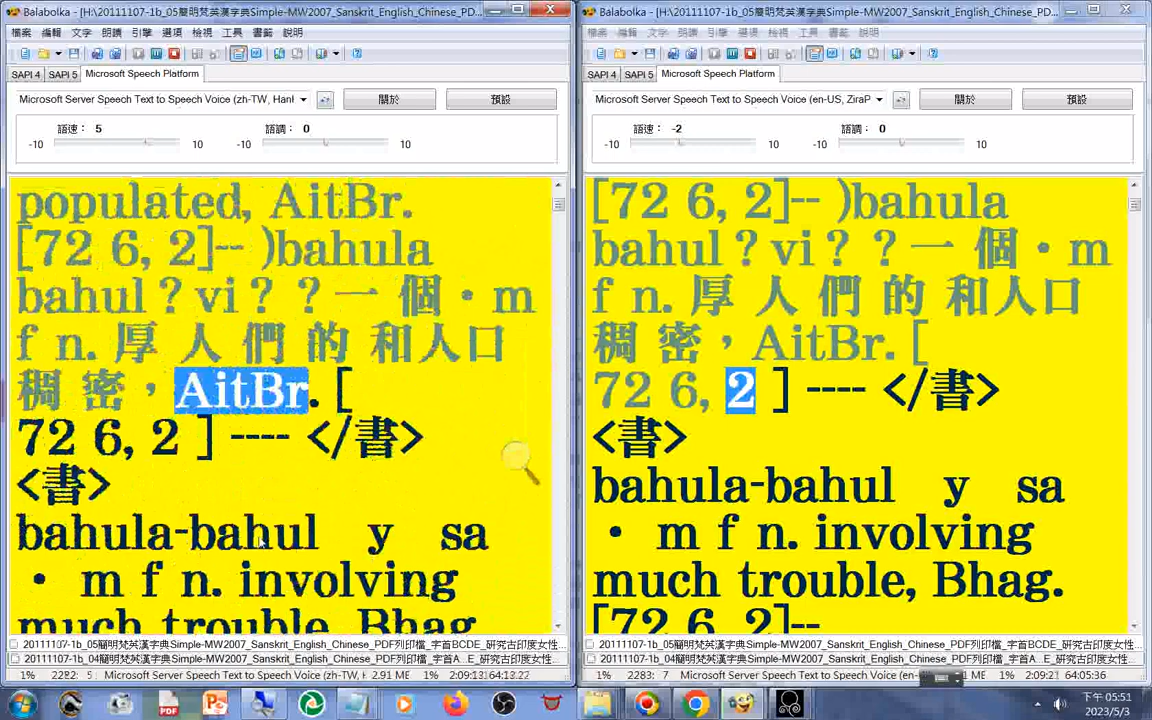 Balabolka - [H:\20111107-1b_05簡明梵英漢字典Simple-MW2007_Sanskrit_English_Chinese_PD...
檔案 編輯 文字 朗讀 引擎 選項 檢視 工具 書籤 說明
SAPI 4 SAPI 5 Microsoft Speech Platform
Microsoft Server Speech Text to Speech Voice (zh-TW, Han 關於 預設
語速： 5 語調： 0
-10 10 -10 10
populated, AitBr.
[72 6, 2]-- )bahula
bahul？vi？？一 個・m
f n. 厚 人 們 的 和人口
稠 密，AitBr. [
72 6, 2 ] ---- </書>
<書>
bahula-bahul y sa
・ m f n. involving
much trouble, Bhag.
20111107-1b_05簡明梵英漢字典Simple-MW2007_Sanskrit_English_Chinese_PDF列印檔_字首BCDE_研究古印度女性...
20111107-1b_04簡明梵英漢字典Simple-MW2007_Sanskrit_English_Chinese_PDF列印檔_字首A...E_研究古印度女性...
1% 2282: 5 Microsoft Server Speech Text to Speech Voice (zh-TW, H 2.91 M 1% 2:09:13
Balabolka - [H:\20111107-1b_05簡明梵英漢字典Simple-MW2007_Sanskrit_English_Chinese_PD...
檔案 編輯 文字 朗讀 引擎 選項 檢視 工具 書籤 說明
SAPI 4 SAPI 5 Microsoft Speech Platform
Microsoft Server Speech Text to Speech Voice (en-US, ZiraP 關於 預設
語速： -2 語調： 0
-10 10 -10 10
[72 6, 2]-- )bahula
bahul？vi？？一 個・m
f n. 厚 人 們 的 和人口
稠 密，AitBr. [
72 6, 2 ] ---- </書>
<書>
bahula-bahul y sa
・ m f n. involving
much trouble, Bhag.
[72 6, 2]--
20111107-1b_05簡明梵英漢字典Simple-MW2007_Sanskrit_English_Chinese_PDF列印檔_字首BCDE_研究古印度女性...
20111107-1b_04簡明梵英漢字典Simple-MW2007_Sanskrit_English_Chinese_PDF列印檔_字首A...E_研究古印度女性...
1% 2283: 7 Microsoft Server Speech Text to Speech Voice (en-US 1% 2:09:21 64:05:36
PDF
下午 05:51
2023/5/3